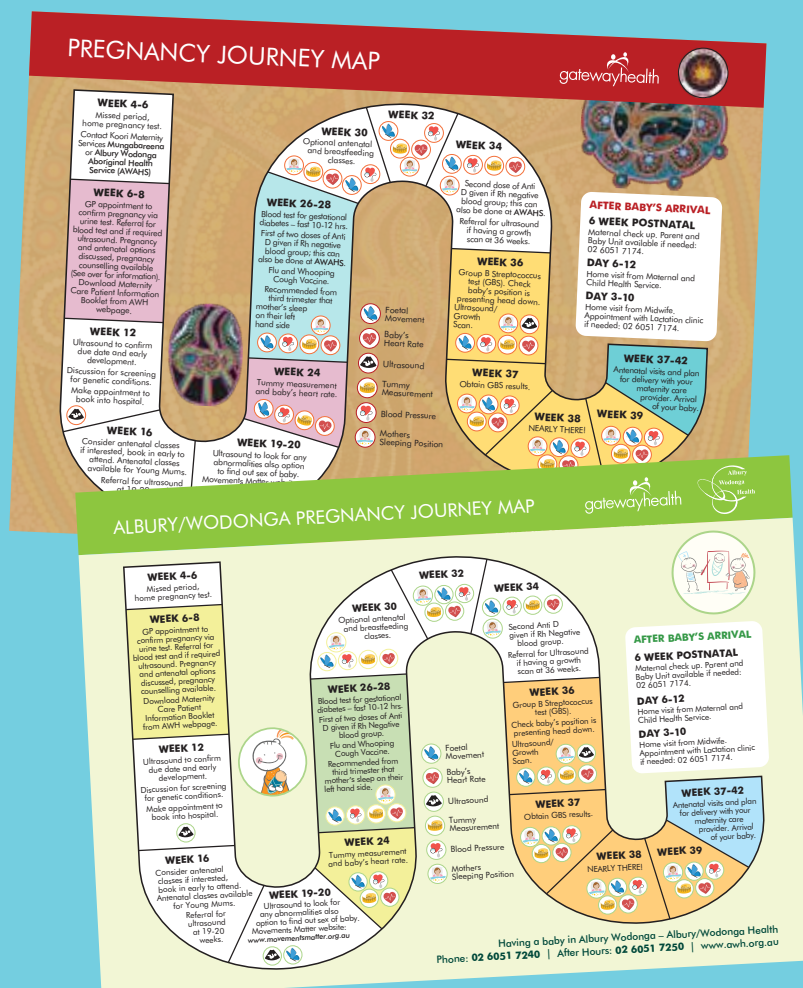 PREGNANCY JOURNEY MAP
gatewayhealth
WEEK 4-6
Missed period,
home pregnancy test.
Contact Koori Maternity
Services Mungabareena
or Albury Wodonga
Aboriginal Health
Service (AWAHS)
WEEK 6-8
GP appointment to
confirm pregnancy via
urine test. Referral for
blood test and if required
ultrasound. Pregnancy
and antenatal options
discussed, pregnancy
counselling available
(See over for information).
Download Maternity
Care Patient Information
Booklet from AWH
webpage.
WEEK 12
Ultrasound to confirm
due date and early
development.
Discussion for screening
for genetic conditions.
Make appointment to
book into hospital.
WEEK 16
Consider antenatal classes
if interested, book in early to
attend. Antenatal classes
available for Young Mums.
Referral for ultrasound
at 19-20
WEEK 19-20
Ultrasound to look for any
abnormalities also option
to find out sex of baby.
Movements Matter
WEEK 24
Tummy measurement
and baby's heart rate.
WEEK 26-28
Blood test for gestational
diabetes – fast 10-12 hrs.
First of two doses of Anti
D given if Rh negative
blood group; this can
also be done at AWAHS.
Flu and Whooping
Cough Vaccine.
Recommended from
third trimester that
mother's sleep
on their left
hand side
WEEK 30
Optional antenatal
and breastfeeding
classes.
WEEK 32
WEEK 34
Second dose of Anti
D given if Rh negative
blood group; this can
also be done at AWAHS.
Referral for ultrasound
if having a growth
scan at 36 weeks.
WEEK 36
Group B Streptococcus
test (GBS). Check
baby's position is
presenting head down.
Ultrasound/
Growth
Scan.
WEEK 37
Obtain GBS results.
WEEK 38
NEARLY THERE!
WEEK 39
WEEK 37-42
Antenatal visits and plan
for delivery with your
maternity care
provider. Arrival
of your baby.
AFTER BABY'S ARRIVAL
6 WEEK POSTNATAL
Maternal check up. Parent and
Baby Unit available if needed:
02 6051 7174.
DAY 6-12
Home visit from Maternal and
Child Health Service.
DAY 3-10
Home visit from Midwife.
Appointment with Lactation clinic
if needed: 02 6051 7174.
Foetal
Movement
Baby's
Heart Rate
Ultrasound
Tummy
Measurement
Blood Pressure
Mothers
Sleeping Position
ALBURY/WODONGA PREGNANCY JOURNEY MAP
gatewayhealth
Albury
Wodonga
Health
WEEK 4-6
Missed period,
home pregnancy test.
WEEK 6-8
GP appointment to
confirm pregnancy via
urine test. Referral for
blood test and if required
ultrasound. Pregnancy
and antenatal options
discussed, pregnancy
counselling available.
Download Maternity
Care Patient
Information Booklet
from AWH webpage.
WEEK 12
Ultrasound to confirm
due date and early
development.
Discussion for screening
for genetic conditions.
Make appointment to
book into hospital.
WEEK 16
Consider antenatal
classes if interested,
book in early to attend.
Antenatal classes available
for Young Mums.
Referral for
ultrasound
at 19-20
weeks.
WEEK 19-20
Ultrasound to look for
any abnormalities also
option to find out sex of baby.
Movements Matter website:
www.movementsmatter.org.au
WEEK 24
Tummy measurement
and baby's heart rate.
WEEK 26-28
Blood test for gestational
diabetes – fast 10-12 hrs.
First of two doses of Anti
D given if Rh Negative
blood group.
Flu and Whooping
Cough Vaccine.
Recommended from
third trimester that
mother's sleep on their
left hand side.
WEEK 30
Optional antenatal
and breastfeeding
classes.
WEEK 32
WEEK 34
Second Anti D
given if Rh Negative
blood group.
Referral for Ultrasound
if having a growth
scan at 36 weeks.
WEEK 36
Group B Streptococcus
test (GBS).
Check baby's position is
presenting head down.
Ultrasound/
Growth
Scan.
WEEK 37
Obtain GBS results.
WEEK 38
NEARLY THERE!
WEEK 39
WEEK 37-42
Antenatal visits and plan
for delivery with your
maternity care
provider. Arrival
of your baby.
AFTER BABY'S ARRIVAL
6 WEEK POSTNATAL
Maternal check up. Parent and
Baby Unit available if needed:
02 6051 7174.
DAY 6-12
Home visit from Maternal and
Child Health Service.
DAY 3-10
Home visit from Midwife.
Appointment with Lactation clinic
if needed: 02 6051 7174.
Foetal
Movement
Baby's
Heart Rate
Ultrasound
Tummy
Measurement
Blood Pressure
Mothers
Sleeping Position
Having a baby in Albury Wodonga – Albury/Wodonga Health
Phone: 02 6051 7240 | After Hours: 02 6051 7250 | www.awh.org.au